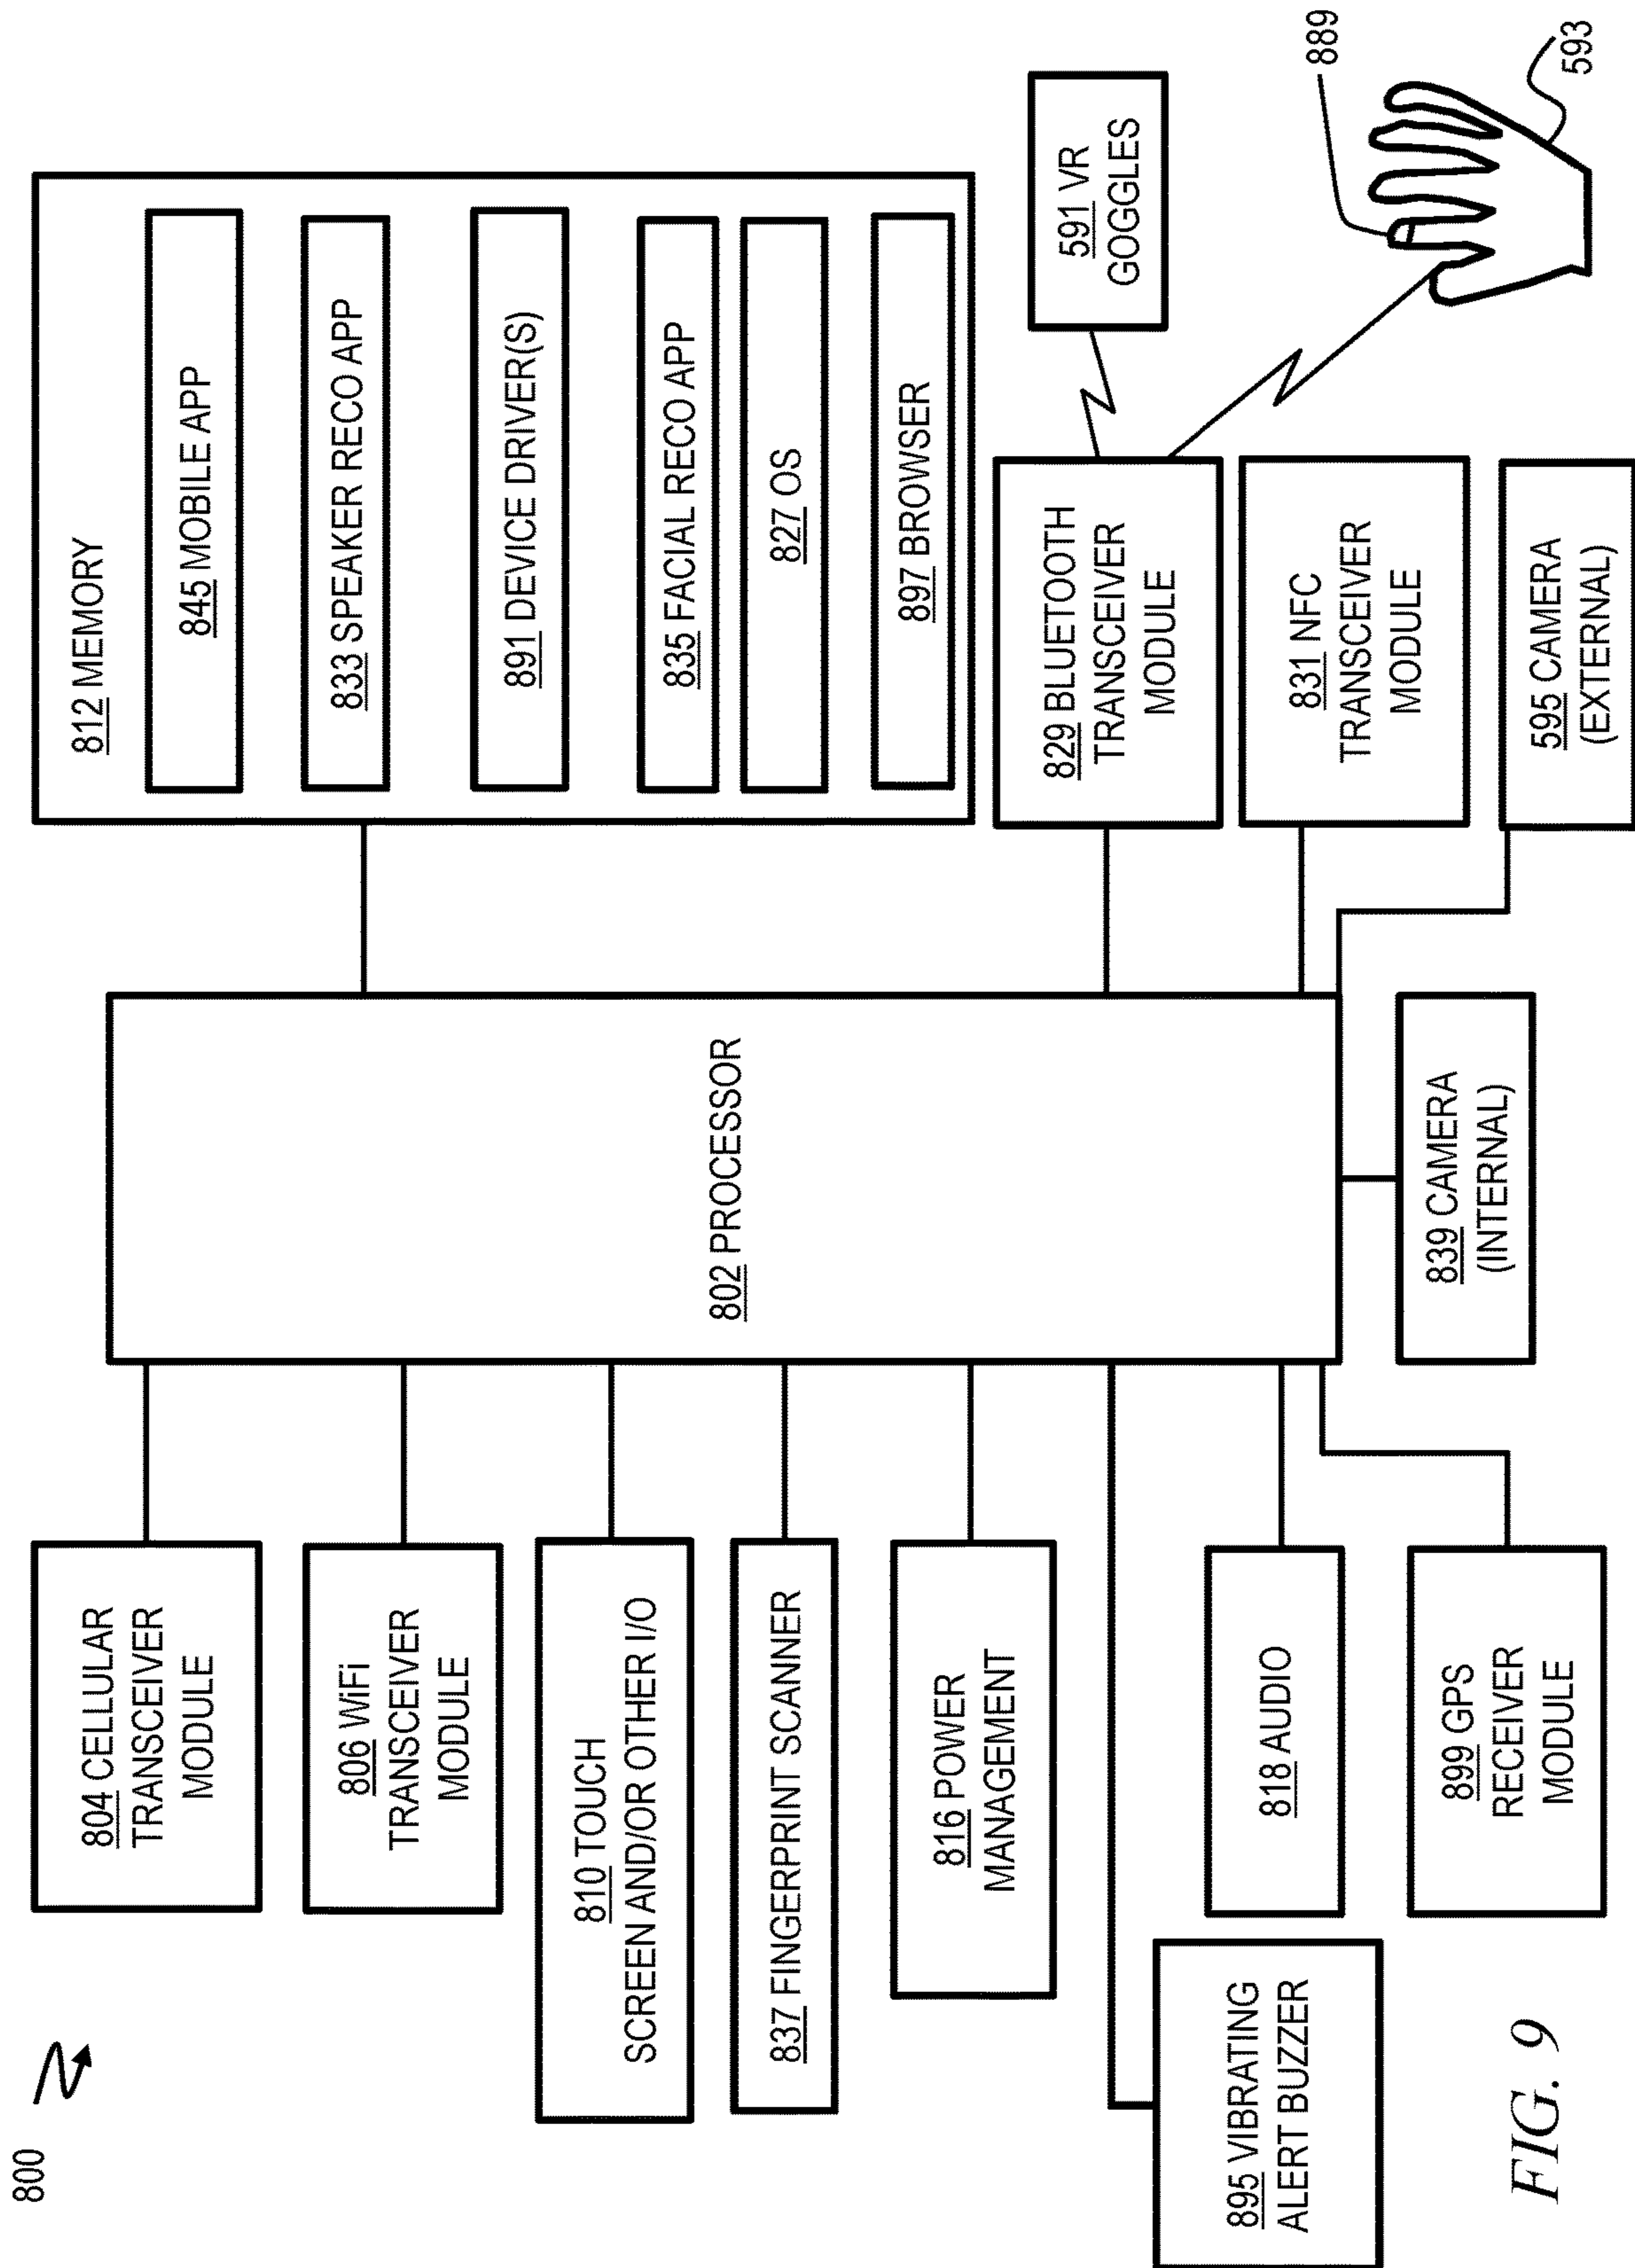 800
804 CELLULAR
TRANSCEIVER
MODULE
806 WiFi
TRANSCEIVER
MODULE
810 TOUCH
SCREEN AND/OR OTHER I/O
837 FINGERPRINT SCANNER
816 POWER
MANAGEMENT
895 VIBRATING
ALERT BUZZER
818 AUDIO
899 GPS
RECEIVER
MODULE
802 PROCESSOR
839 CAMERA
(INTERNAL)
812 MEMORY
845 MOBILE APP
833 SPEAKER RECO APP
891 DEVICE DRIVER(S)
835 FACIAL RECO APP
827 OS
897 BROWSER
829 BLUETOOTH
TRANSCEIVER
MODULE
831 NFC
TRANSCEIVER
MODULE
595 CAMERA
(EXTERNAL)
591 VR
GOGGLES
889
593
FIG. 9